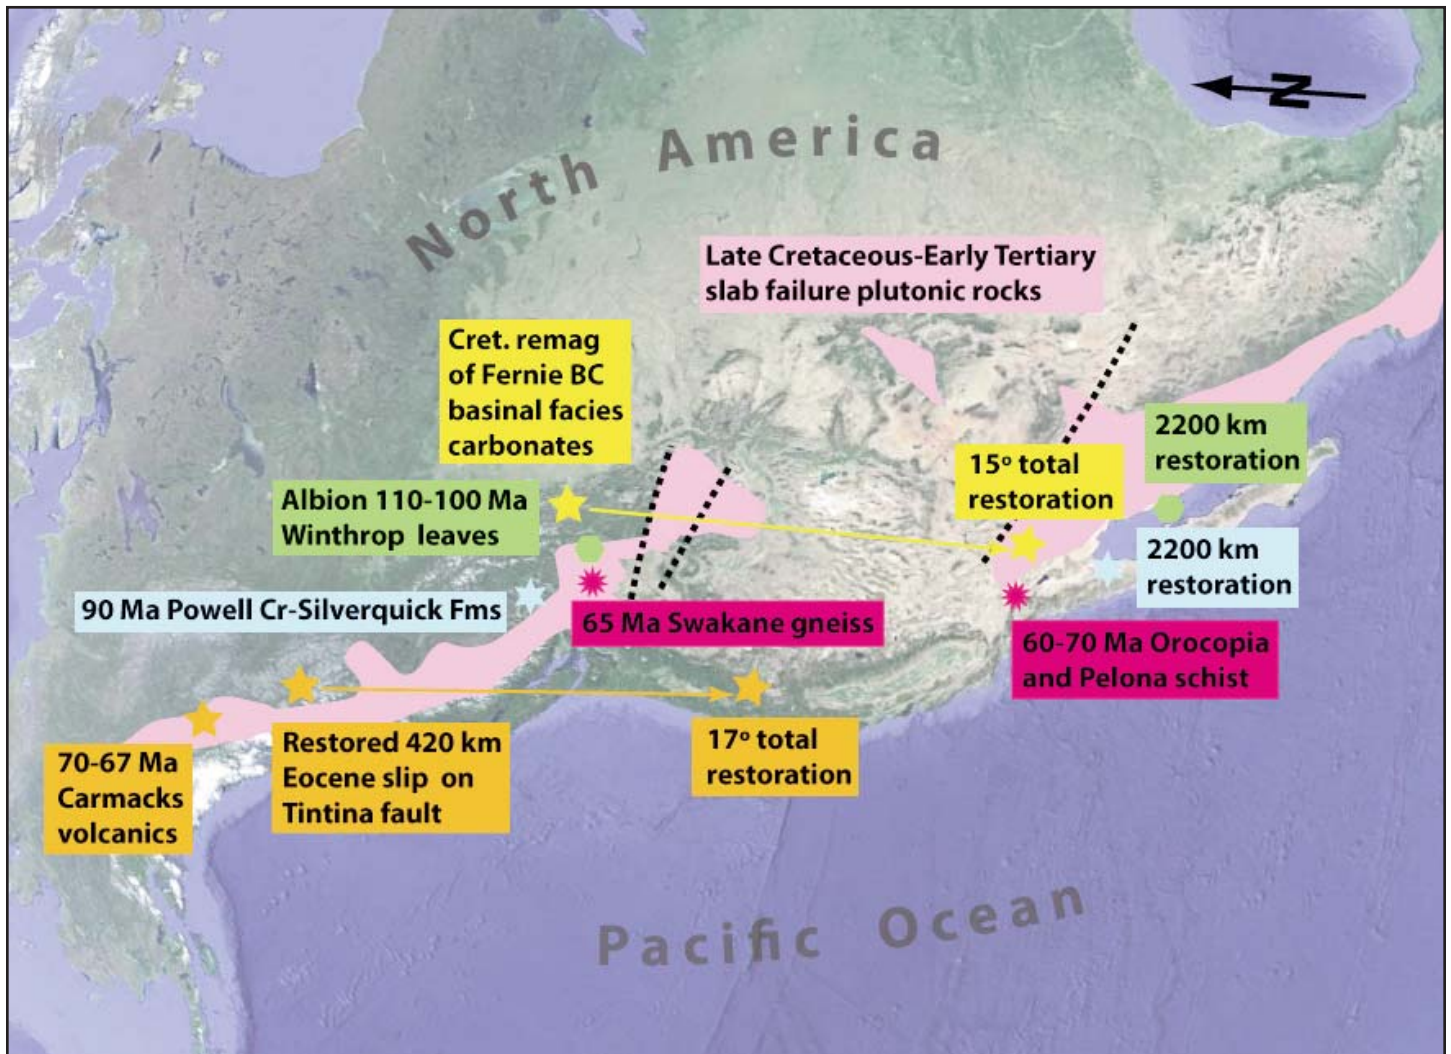 N
North America
Late Cretaceous-Early Tertiary
slab failure plutonic rocks
Cret. remag
of Fernie BC
basinal facies
carbonates
2200 km
restoration
15º total
restoration
Albion 110-100 Ma
Winthrop leaves
2200 km
restoration
90 Ma Powell Cr-Silverquick Fms
65 Ma Swakane gneiss
60-70 Ma Orocopia
and Pelona schist
70-67 Ma
Carmacks
volcanics
Restored 420 km
Eocene slip on
Tintina fault
17º total
restoration
Pacific Ocean